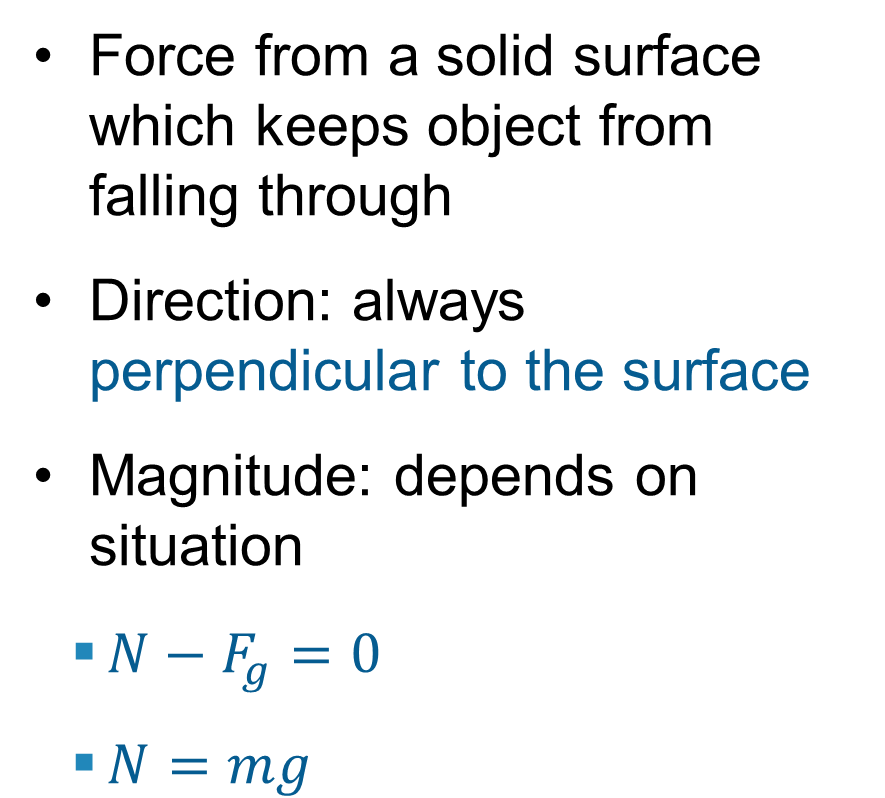 • Force from a solid surface
which keeps object from
falling through
• Direction: always
perpendicular to the surface
• Magnitude: depends on
situation
▪ N − F_g = 0
▪ N = mg